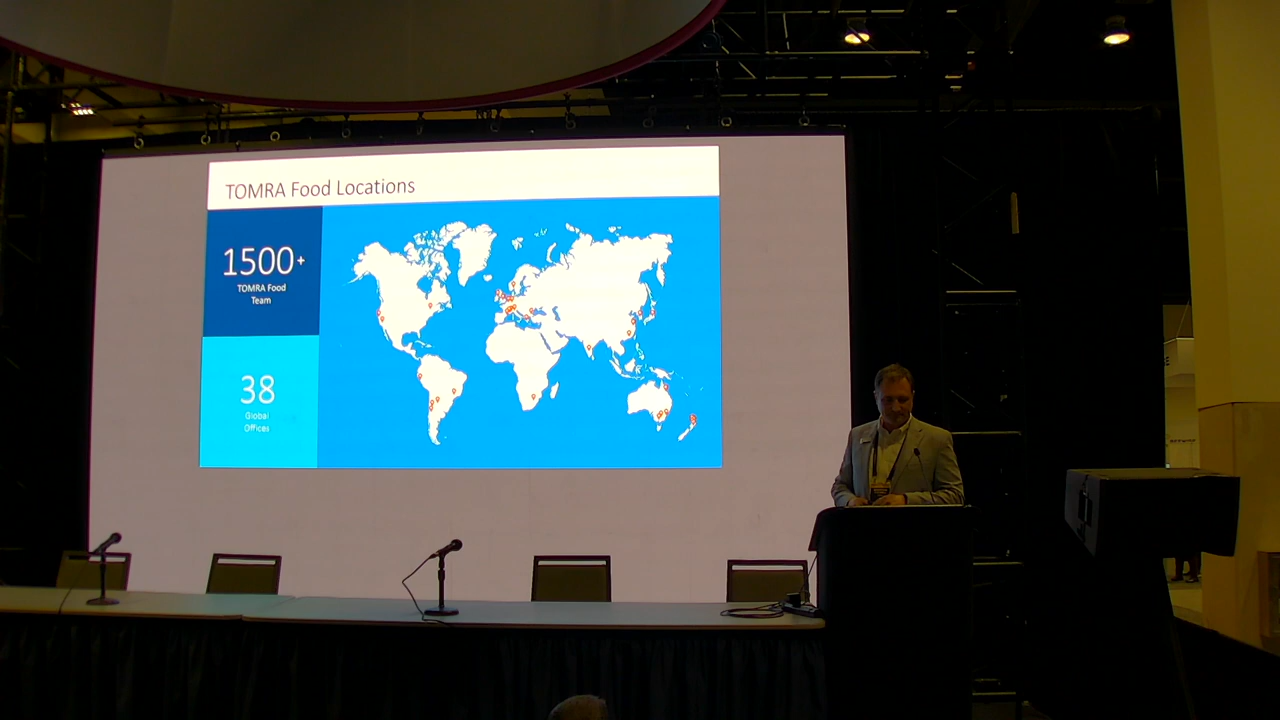 TOMRA Food Locations
1500+
TOMRA Food
Team
38
Global
Offices